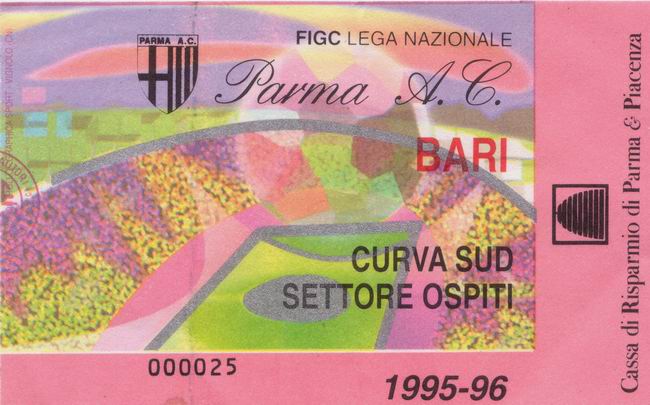 PARMA A.C.
FIGC LEGA NAZIONALE
Parma A.C.
BARI
CURVA SUD
SETTORE OSPITI
000025
1995-96
Cassa di Risparmio di Parma & Piacenza